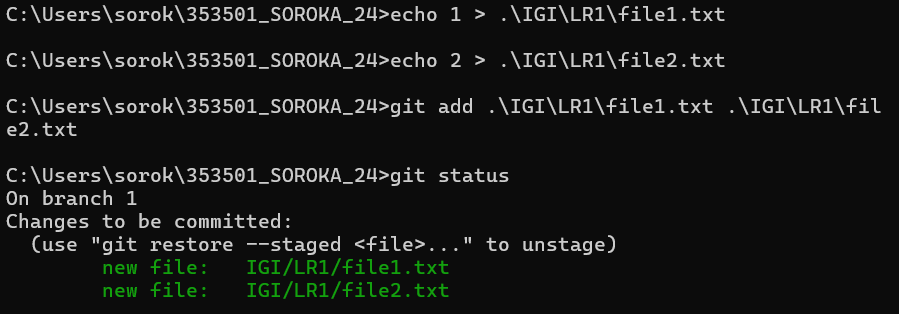 C:\Users\sorok\353501_SOROKA_24>echo 1 > .\IGI\LR1\file1.txt
C:\Users\sorok\353501_SOROKA_24>echo 2 > .\IGI\LR1\file2.txt
C:\Users\sorok\353501_SOROKA_24>git add .\IGI\LR1\file1.txt .\IGI\LR1\fil
e2.txt
C:\Users\sorok\353501_SOROKA_24>git status
On branch 1
Changes to be committed:
  (use "git restore --staged <file>..." to unstage)
        new file:   IGI/LR1/file1.txt
        new file:   IGI/LR1/file2.txt